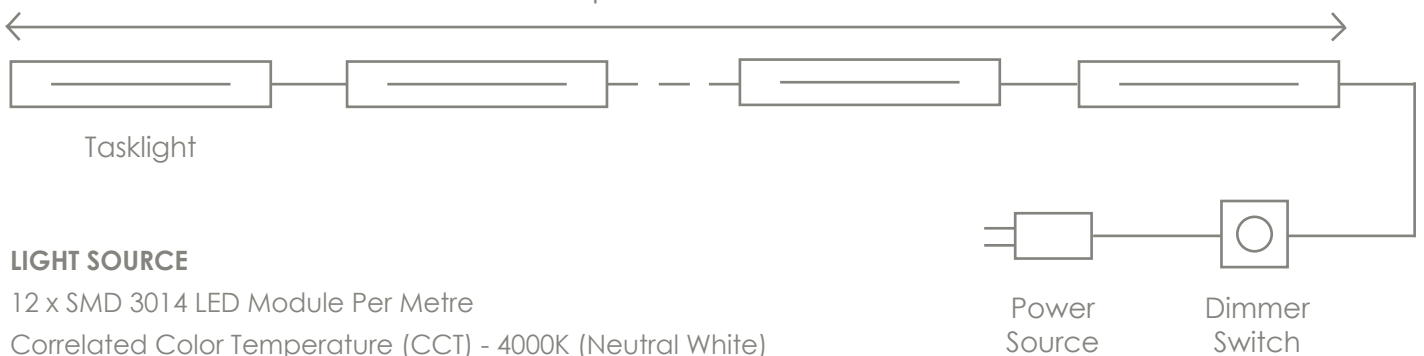 Tasklight
LIGHT SOURCE
12 x SMD 3014 LED Module Per Metre
Correlated Color Temperature (CCT) - 4000K (Neutral White)
Power
Source
Dimmer
Switch